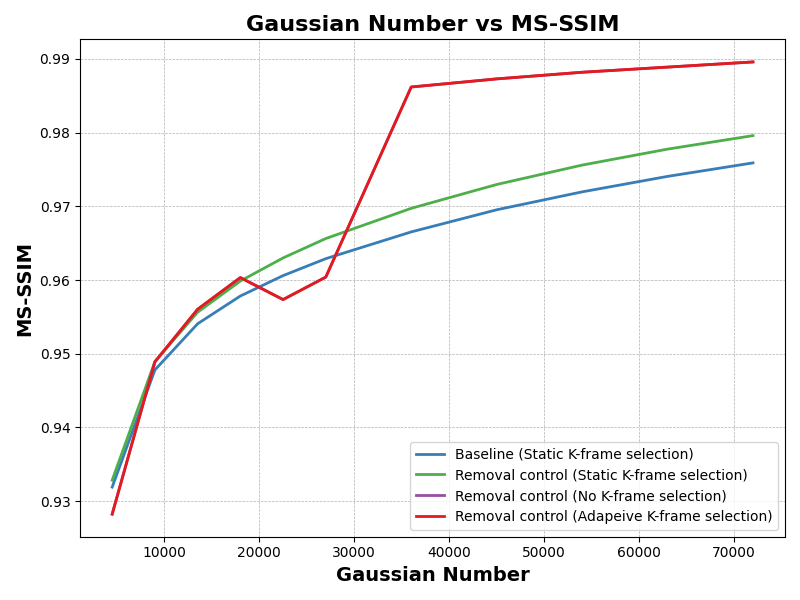 Gaussian Number vs MS-SSIM
MS-SSIM
0.99
0.98
0.97
0.96
0.95
0.94
0.93
Baseline (Static K-frame selection)
Removal control (Static K-frame selection)
Removal control (No K-frame selection)
Removal control (Adapeive K-frame selection)
10000 20000 30000 40000 50000 60000 70000
Gaussian Number